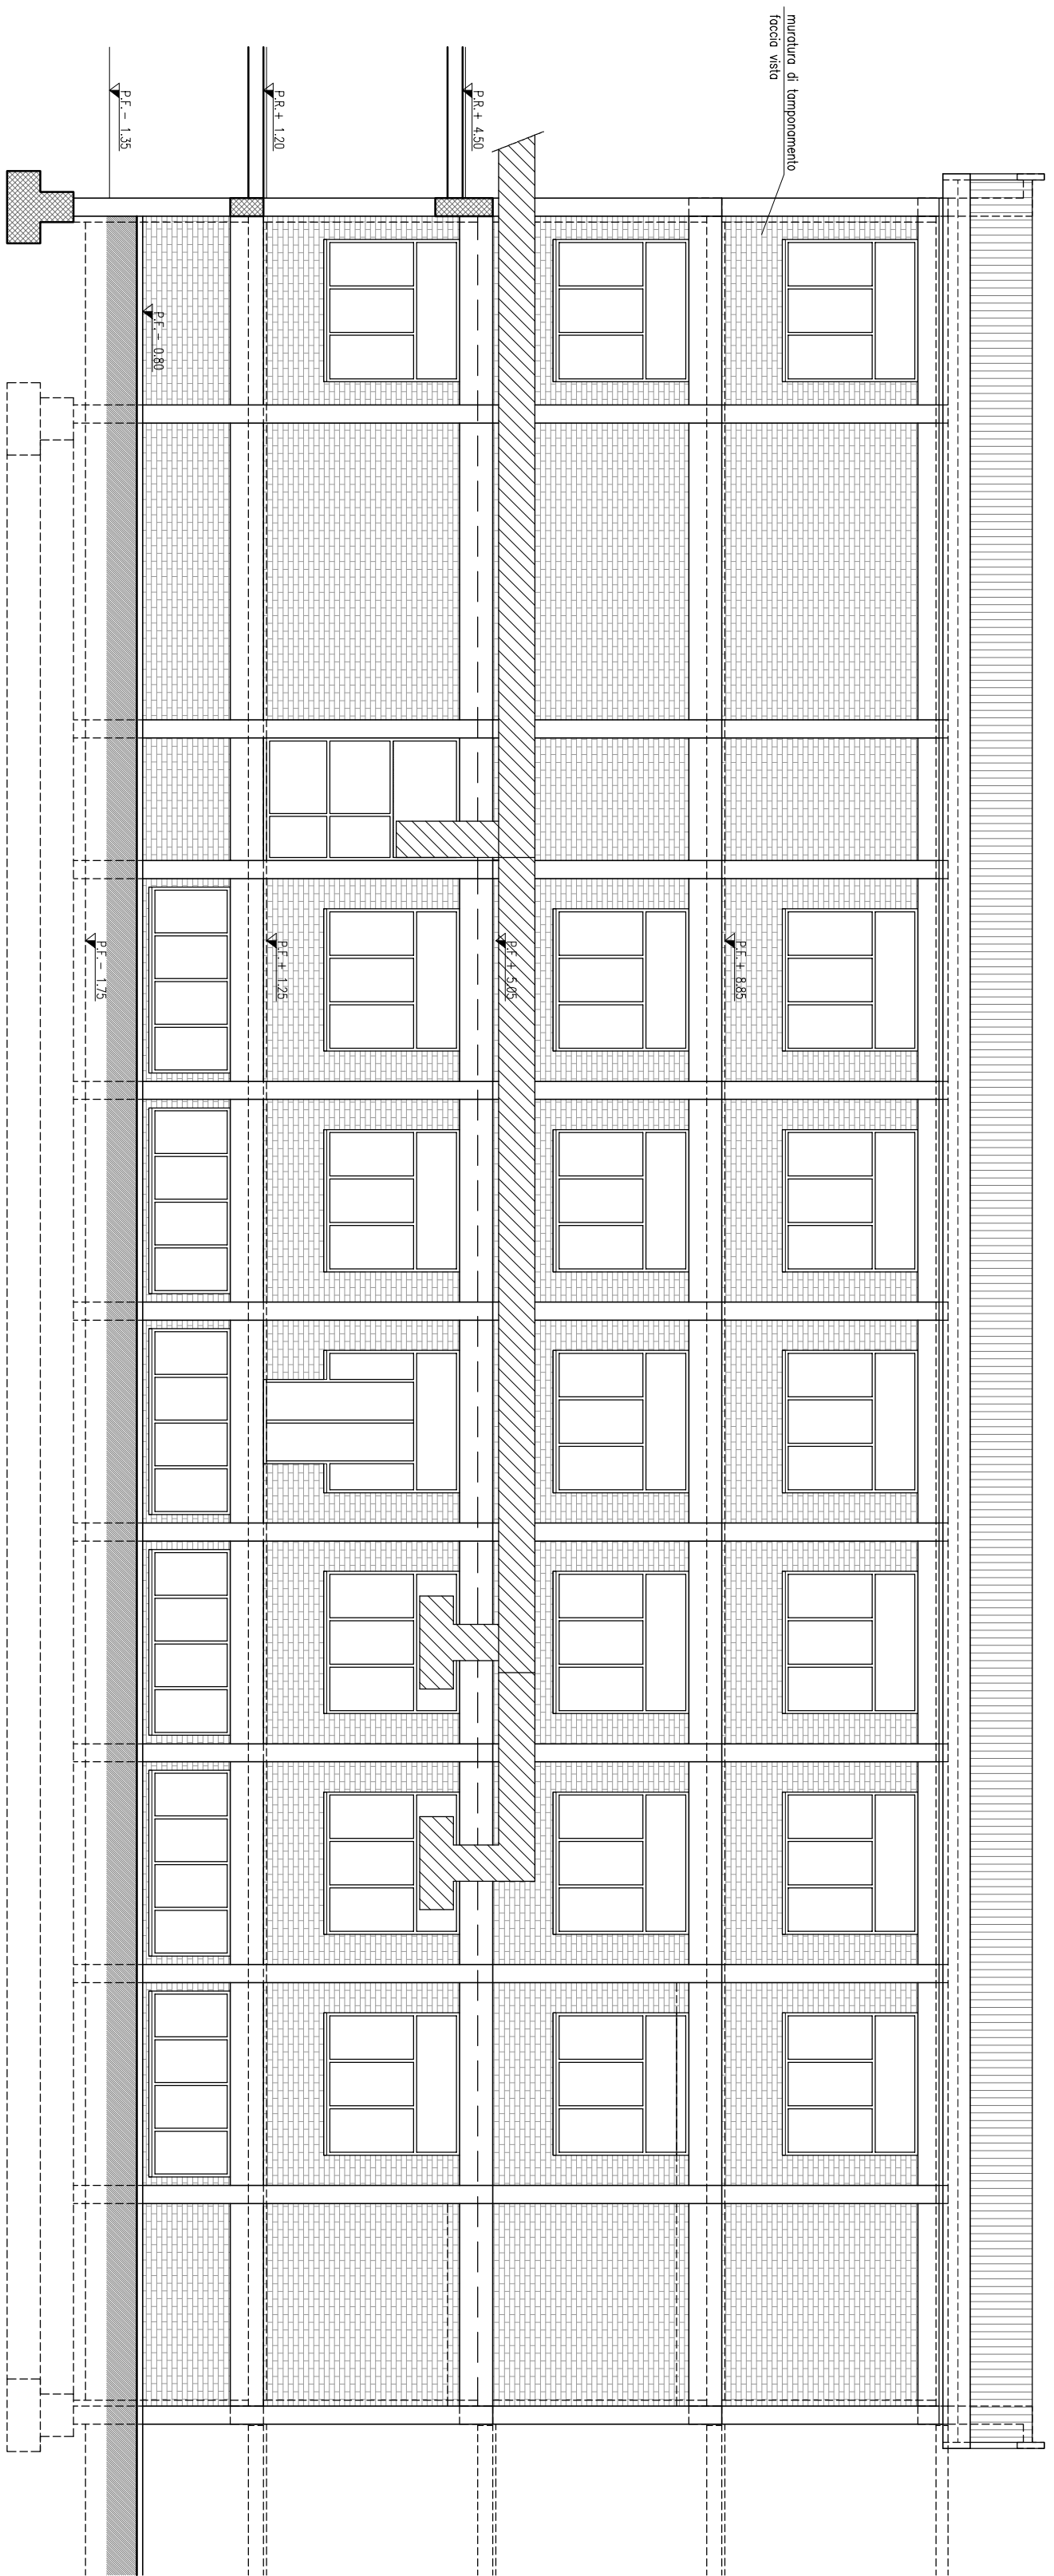 muratura di tamponamento
faccia vista
P.R.+ 4.50
P.R.+ 1.20
P.F.- 1.35
P.F.- 0.80
P.F.+ 8.85
P.F.+ 5.05
P.F.+ 1.25
P.F.- 1.75